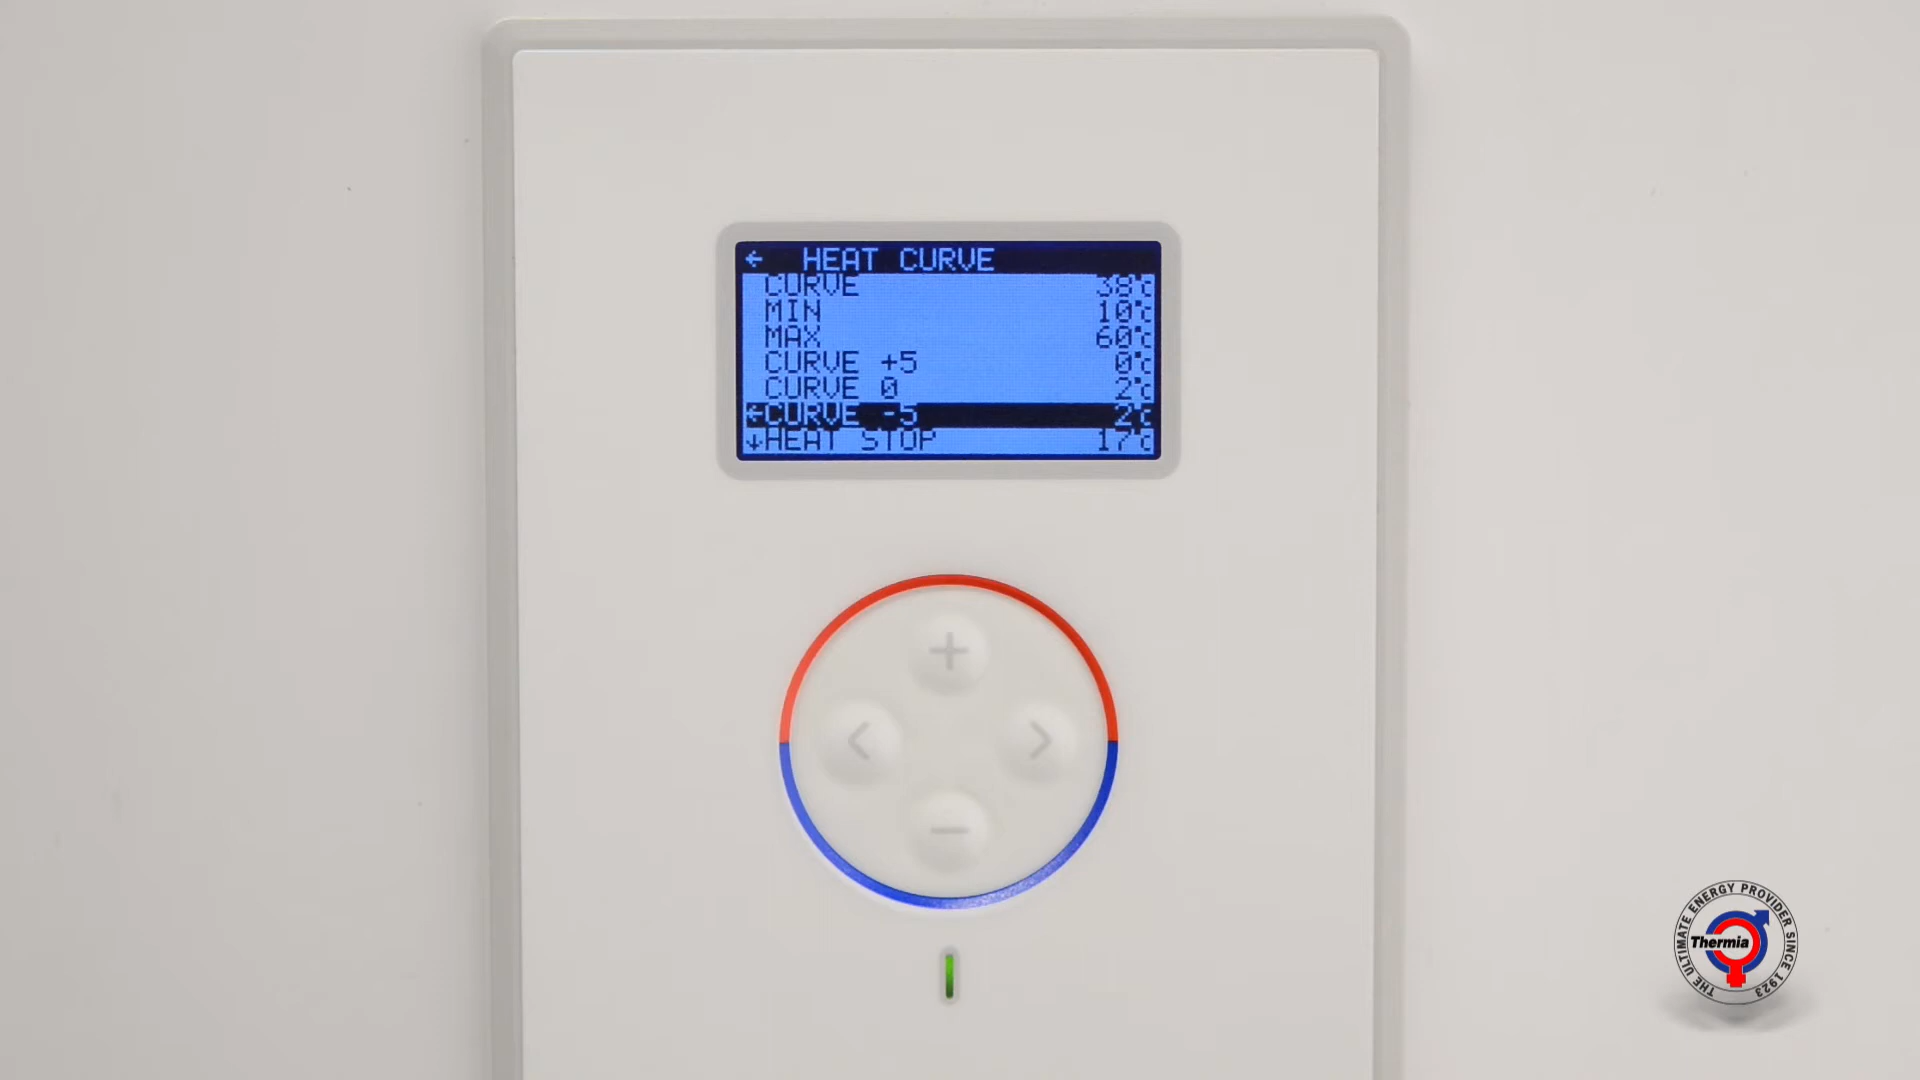 ← HEAT CURVE
CURVE 38°c
MIN 10°c
MAX 60°c
CURVE +5 0°c
CURVE 0 2°c
←CURVE -5 2°c
↓HEAT STOP 17°c
+
< >
−
THE ULTIMATE ENERGY PROVIDER SINCE 1923
Thermia